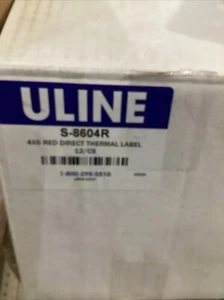 ULINE
S-8604R
4X6 RED DIRECT THERMAL LABEL
12/CS
1-800-295-5510